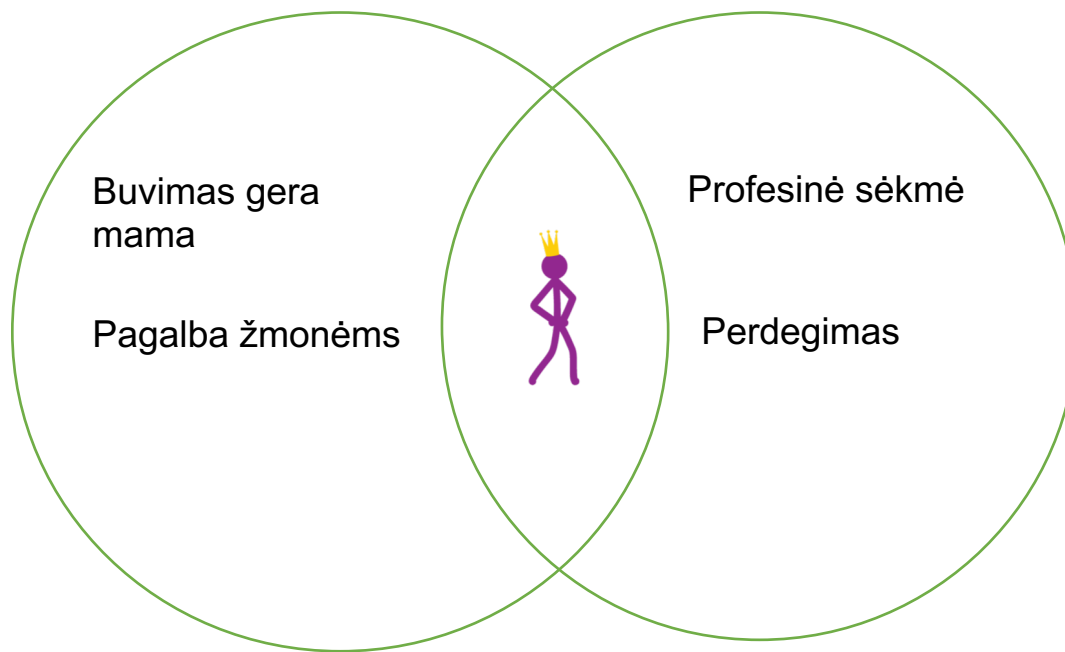 Buvimas gera
mama
Pagalba žmonėms
Profesinė sėkmė
Perdegimas